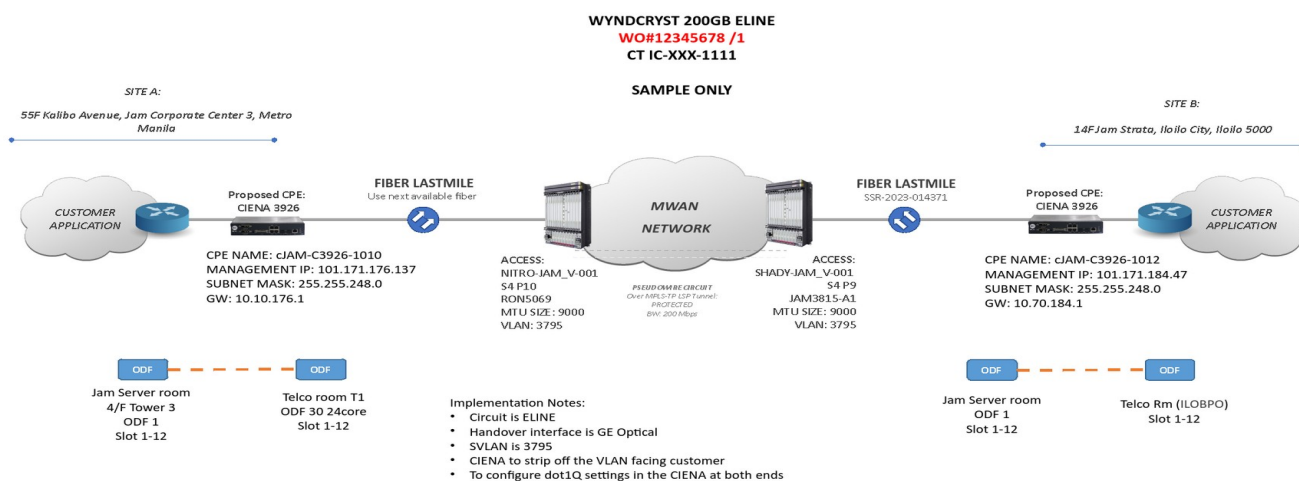 WYNDCRYST 200GB ELINE
WO#12345678 /1
CT IC-XXX-1111
SAMPLE ONLY
SITE A:
55F Kalibo Avenue, Jam Corporate Center 3, Metro
Manila
SITE B:
14F Jam Strata, Iloilo City, Iloilo 5000
CUSTOMER
APPLICATION
Proposed CPE:
CIENA 3926
FIBER LASTMILE
Use next available fiber
MWAN
NETWORK
FIBER LASTMILE
SSR-2023-014371
Proposed CPE:
CIENA 3926
CUSTOMER
APPLICATION
CPE NAME: cJAM-C3926-1010
MANAGEMENT IP: 101.171.176.137
SUBNET MASK: 255.255.248.0
GW: 10.10.176.1
ACCESS:
NITRO-JAM_V-001
S4 P10
RON5069
MTU SIZE: 9000
VLAN: 3795
PSEUDOWIRE CIRCUIT
Over MPLS-TP LSP Tunnel:
PROTECTED
BW: 200 Mbps
ACCESS:
SHADY-JAM_V-001
S4 P9
JAM3815-A1
MTU SIZE: 9000
VLAN: 3795
CPE NAME: cJAM-C3926-1012
MANAGEMENT IP: 101.171.184.47
SUBNET MASK: 255.255.248.0
GW: 10.70.184.1
ODF
Jam Server room
4/F Tower 3
ODF 1
Slot 1-12
ODF
Telco room T1
ODF 30 24core
Slot 1-12
Implementation Notes:
• Circuit is ELINE
• Handover interface is GE Optical
• SVLAN is 3795
• CIENA to strip off the VLAN facing customer
• To configure dot1Q settings in the CIENA at both ends
ODF
Jam Server room
ODF 1
Slot 1-12
ODF
Telco Rm (ILOBPO)
Slot 1-12